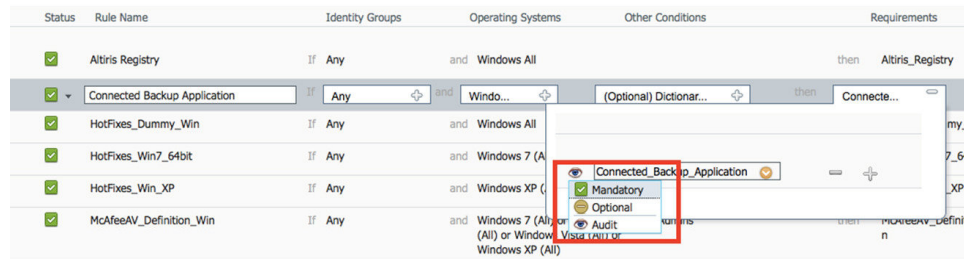 Status Rule Name Identity Groups Operating Systems Other Conditions Requirements
Altiris Registry If Any and Windows All then Altiris_Registry
Connected Backup Application If Any and Windo... (Optional) Dictionar... then Connecte...
HotFixes_Dummy_Win If Any and Windows All my_
HotFixes_Win7_64bit If Any and Windows 7 (A
Connected_Backup_Application
HotFixes_Win_XP If Any and Windows XP (
Mandatory
Optional
Audit
McAfeeAV_Definition_Win If Any and Windows 7 (All) or
(All) or Windows Vista (All) or
Windows XP (All)
n